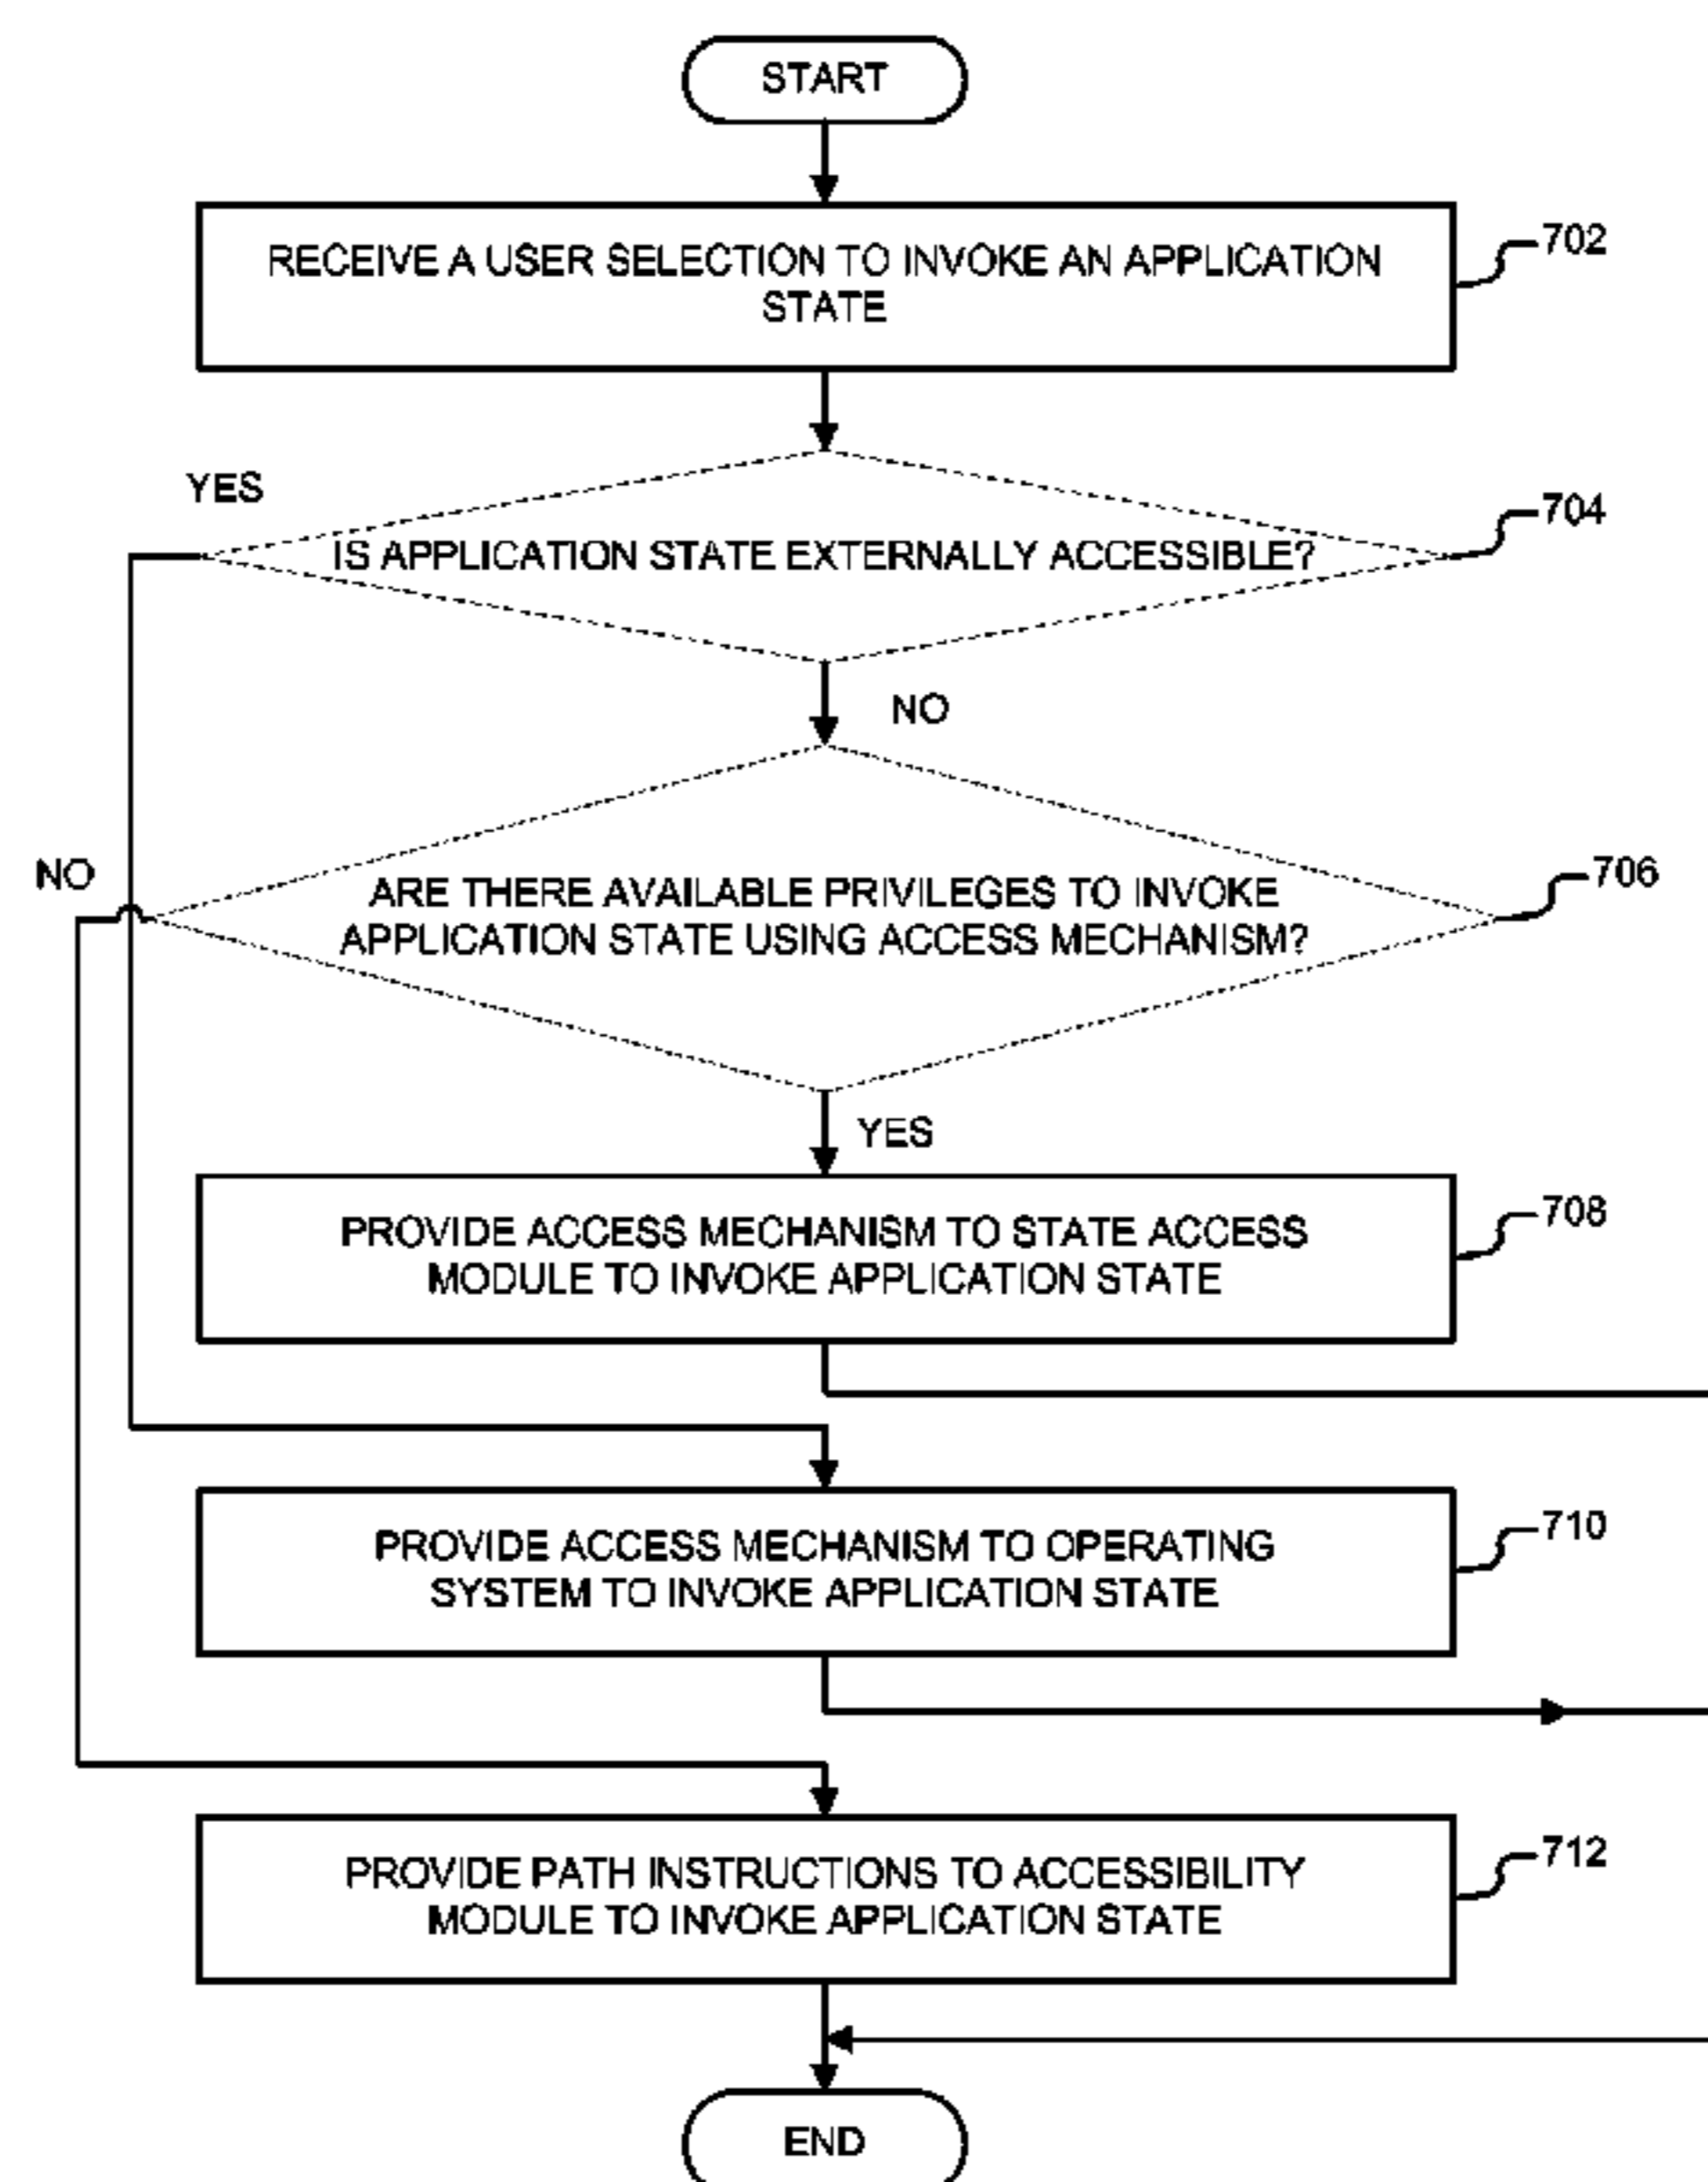 START
RECEIVE A USER SELECTION TO INVOKE AN APPLICATION
STATE
702
YES
IS APPLICATION STATE EXTERNALLY ACCESSIBLE?
704
NO
NO
ARE THERE AVAILABLE PRIVILEGES TO INVOKE
APPLICATION STATE USING ACCESS MECHANISM?
706
YES
PROVIDE ACCESS MECHANISM TO STATE ACCESS
MODULE TO INVOKE APPLICATION STATE
708
PROVIDE ACCESS MECHANISM TO OPERATING
SYSTEM TO INVOKE APPLICATION STATE
710
PROVIDE PATH INSTRUCTIONS TO ACCESSIBILITY
MODULE TO INVOKE APPLICATION STATE
712
END